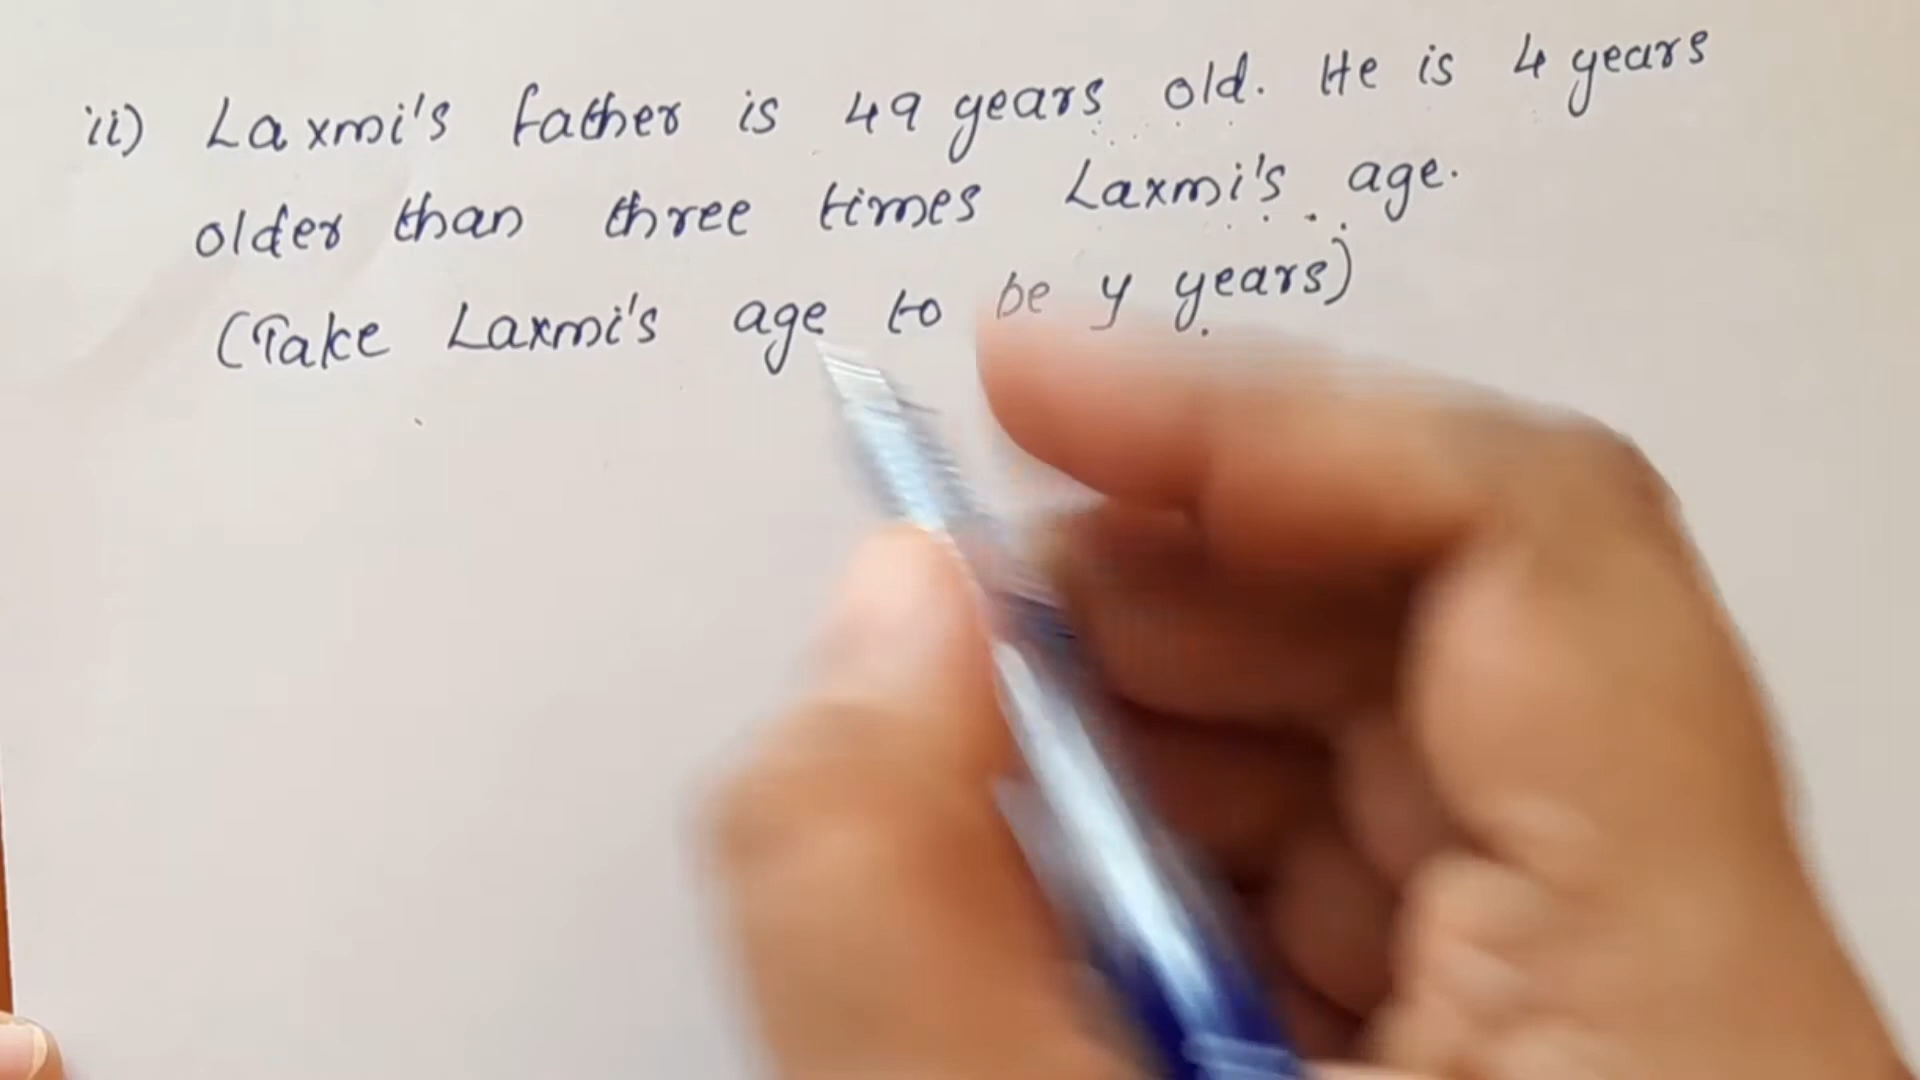 ii) Laxmi's father is 49 years old. He is 4 years
older than three times Laxmi's age.
(Take Laxmi's age to be y years)